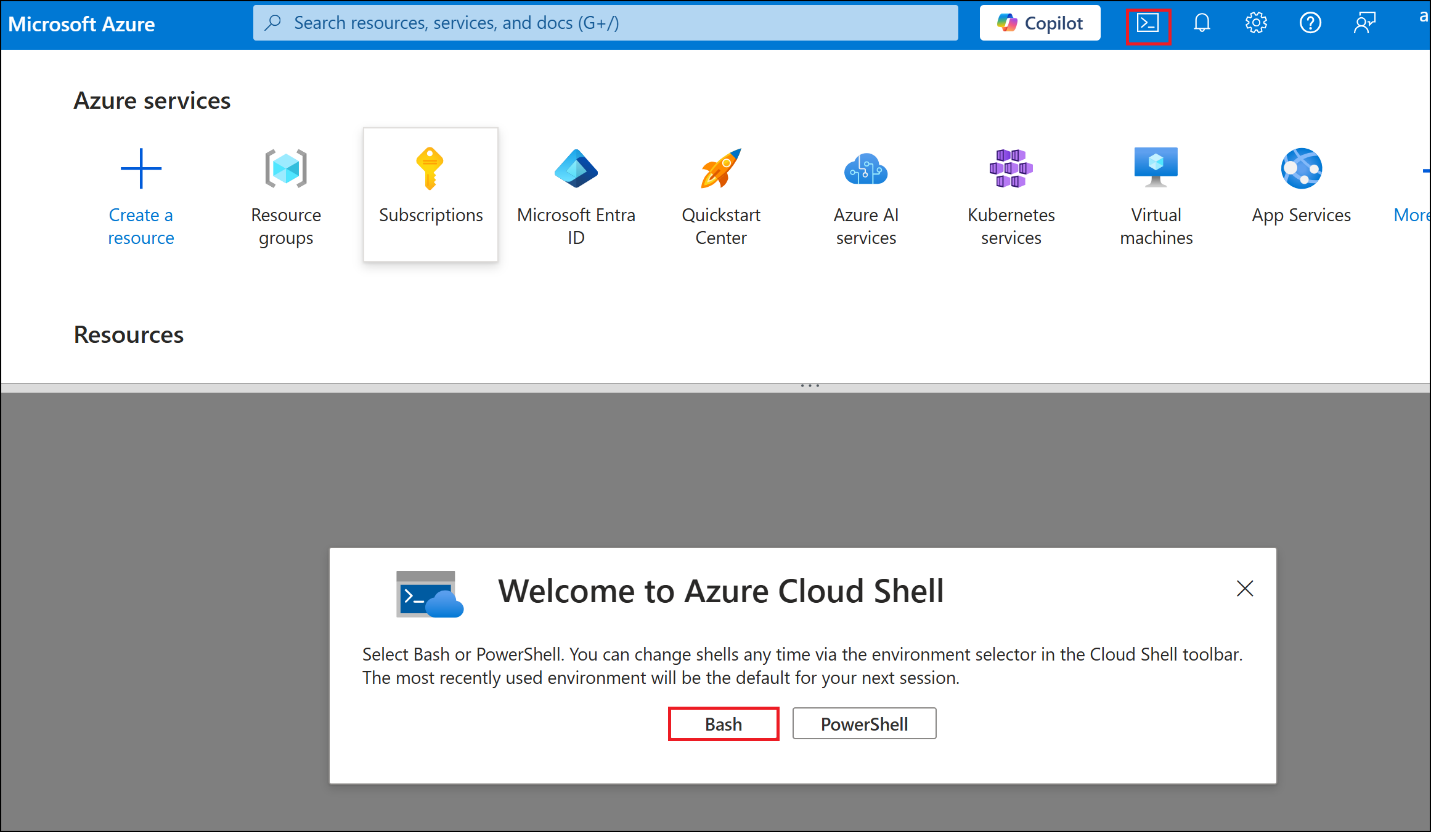 Microsoft Azure
Search resources, services, and docs (G+/)
Copilot
a
Azure services
Create a
resource
Resource
groups
Subscriptions
Microsoft Entra
ID
Quickstart
Center
Azure AI
services
Kubernetes
services
Virtual
machines
App Services
More
Resources
Welcome to Azure Cloud Shell
Select Bash or PowerShell. You can change shells any time via the environment selector in the Cloud Shell toolbar.
The most recently used environment will be the default for your next session.
Bash
PowerShell